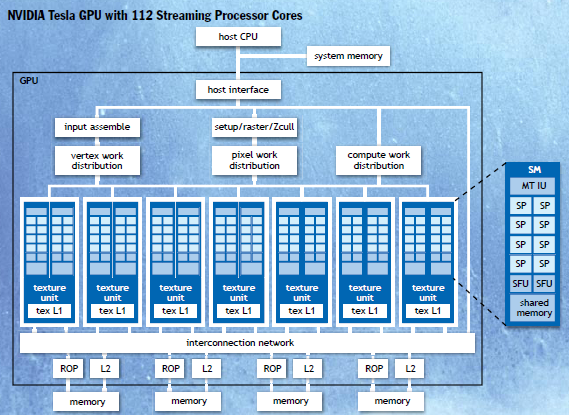 NVIDIA Tesla GPU with 112 Streaming Processor Cores
host CPU
system memory
GPU
host interface
input assemble
setup/raster/Zcull
vertex work
distribution
pixel work
distribution
compute work
distribution
SM
MT IU
SP SP
SP SP
SP SP
SP SP
SFU SFU
shared
memory
texture
unit
tex L1
texture
unit
tex L1
texture
unit
tex L1
texture
unit
tex L1
texture
unit
tex L1
texture
unit
tex L1
texture
unit
tex L1
interconnection network
ROP L2 ROP L2 ROP L2 ROP L2
memory memory memory memory